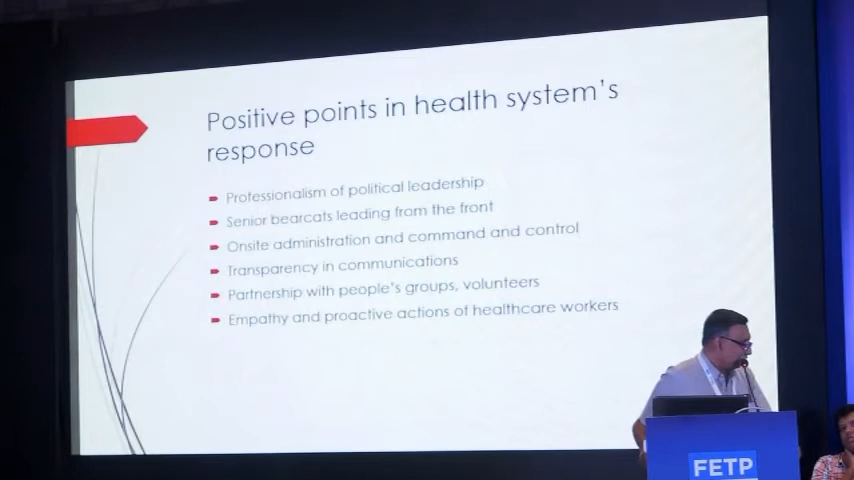 Positive points in health system's
response
Professionalism of political leadership
Senior bearcats leading from the front
Onsite administration and command and control
Transparency in communications
Partnership with people's groups, volunteers
Empathy and proactive actions of healthcare workers
FETP